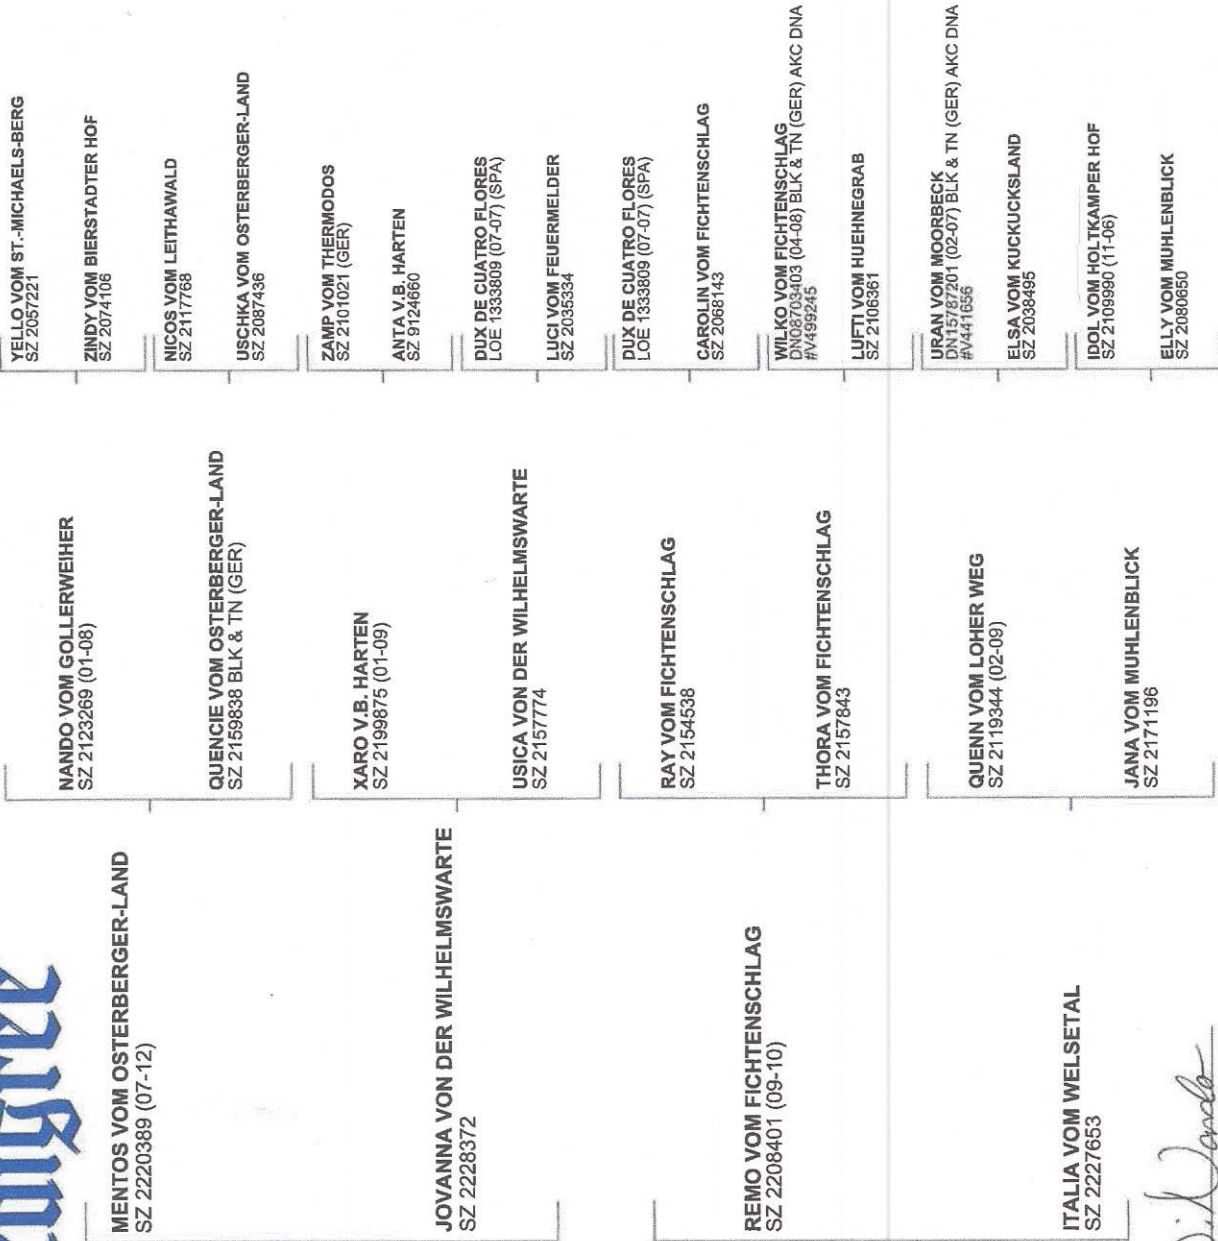 MENTOS VOM OSTERBERGER-LAND
SZ 2220389 (07-12)
JOVANNA VON DER WILHELMSWARTE
SZ 2228372
REMO VOM FICHTENSCHLAG
SZ 2208401 (09-10)
ITALIA VOM WELSETAL
SZ 2227653
NANDO VOM GOLLERWEIHER
SZ 2123269 (01-08)
QUENCIE VOM OSTERBERGER-LAND
SZ 2159838 BLK & TN (GER)
XARO V.B. HARTEN
SZ 2199875 (01-09)
USICA VON DER WILHELMSWARTE
SZ 2157774
RAY VOM FICHTENSCHLAG
SZ 2154538
THORA VOM FICHTENSCHLAG
SZ 2157843
QUENN VOM LOHER WEG
SZ 2119344 (02-09)
JANA VOM MUHLENBLICK
SZ 2171196
YELLO VOM ST.-MICHAELS-BERG
SZ 2057221
ZINDY VOM BIERSTADTER HOF
SZ 2074106
NICOS VOM LEITHAWALD
SZ 2117768
USCHKA VOM OSTERBERGER-LAND
SZ 2087436
ZAMP VOM THERMODOS
SZ 2101021 (GER)
ANTA V.B. HARTEN
SZ 9124660
DUX DE CUATRO FLORES
LOE 1333809 (07-07) (SPA)
LUCI VOM FEUERMELDER
SZ 2035334
DUX DE CUATRO FLORES
LOE 1333809 (07-07) (SPA)
CAROLIN VOM FICHTENSCHLAG
SZ 2068143
WILKO VOM FICHTENSCHLAG
DN08703403 (04-08) BLK & TN (GER) AKC DNA
#V499245
LUFTI VOM HUEHNEGRAB
SZ 2106361
URAN VOM MOORBECK
DN15787201 (02-07) BLK & TN (GER) AKC DNA
#V441656
ELSA VOM KUCKUCKSLAND
SZ 2038495
IDOL VOM HOLTKAMPER HOF
SZ 2109990 (11-06)
ELLY VOM MUHLENBLICK
SZ 2080650